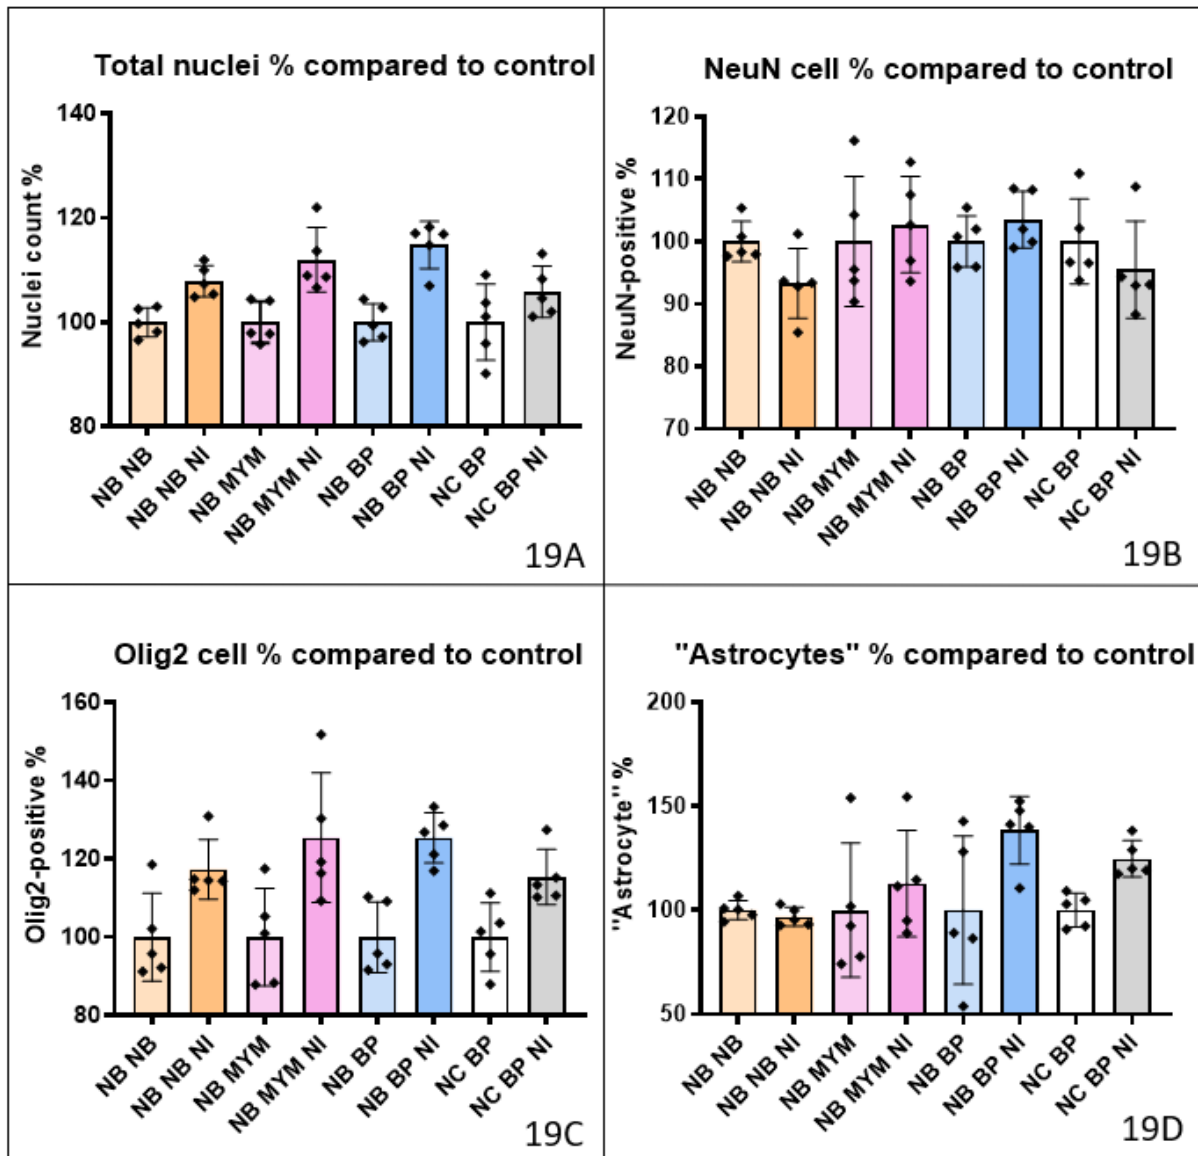 Total nuclei % compared to control
Nuclei count %
140
120
100
80
NB NB
NB NB NI
NB MYM
NB MYM NI
NB BP
NB BP NI
NC BP
NC BP NI
19A
NeuN cell % compared to control
NeuN-positive %
120
110
100
90
80
70
NB NB
NB NB NI
NB MYM
NB MYM NI
NB BP
NB BP NI
NC BP
NC BP NI
19B
Olig2 cell % compared to control
Olig2-positive %
160
140
120
100
80
NB NB
NB NB NI
NB MYM
NB MYM NI
NB BP
NB BP NI
NC BP
NC BP NI
19C
"Astrocytes" % compared to control
"Astrocyte" %
200
150
100
50
NB NB
NB NB NI
NB MYM
NB MYM NI
NB BP
NB BP NI
NC BP
NC BP NI
19D